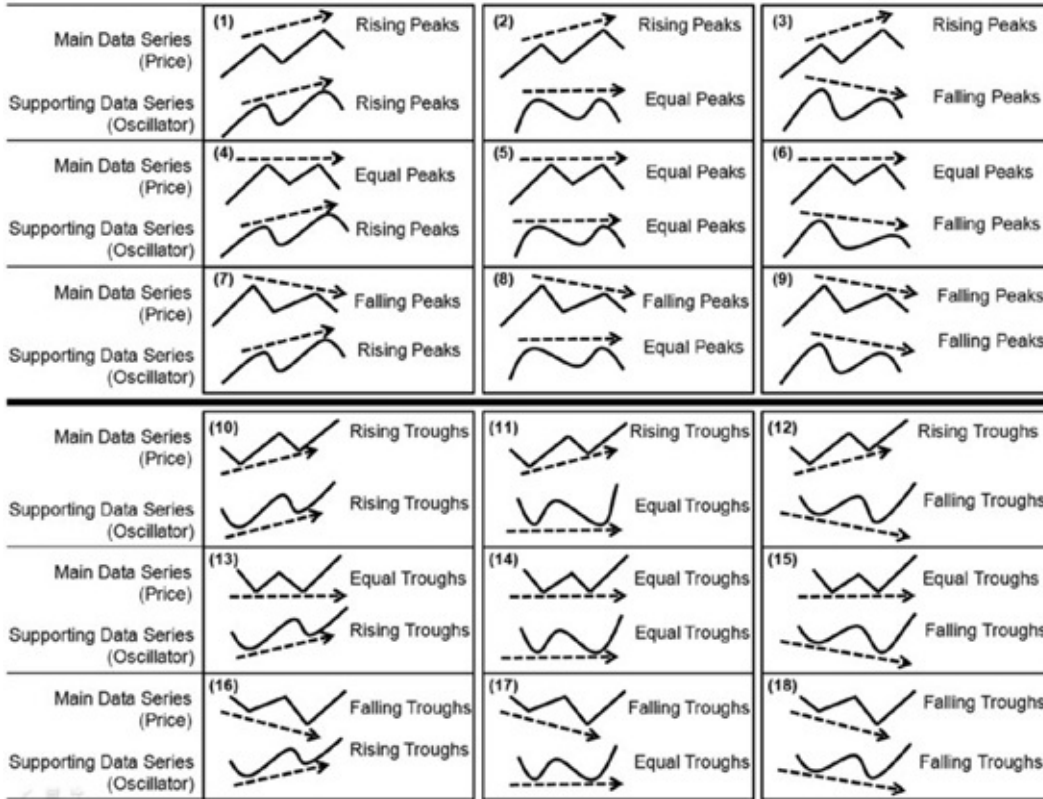 (1) Rising Peaks (2) Rising Peaks (3) Rising Peaks
Main Data Series
(Price)
Supporting Data Series
(Oscillator)
Rising Peaks Equal Peaks Falling Peaks
(4) (5) (6)
Main Data Series
(Price)
Equal Peaks Equal Peaks Equal Peaks
Supporting Data Series
(Oscillator)
Rising Peaks Equal Peaks Falling Peaks
(7) (8) (9)
Main Data Series
(Price)
Falling Peaks Falling Peaks Falling Peaks
Supporting Data Series
(Oscillator)
Rising Peaks Equal Peaks Falling Peaks
(10) Rising Troughs (11) Rising Troughs (12) Rising Troughs
Main Data Series
(Price)
Supporting Data Series
(Oscillator)
Rising Troughs Equal Troughs Falling Troughs
(13) (14) (15)
Main Data Series
(Price)
Equal Troughs Equal Troughs Equal Troughs
Supporting Data Series
(Oscillator)
Rising Troughs Equal Troughs Falling Troughs
(16) (17) (18)
Main Data Series
(Price)
Falling Troughs Falling Troughs Falling Troughs
Supporting Data Series
(Oscillator)
Rising Troughs Equal Troughs Falling Troughs